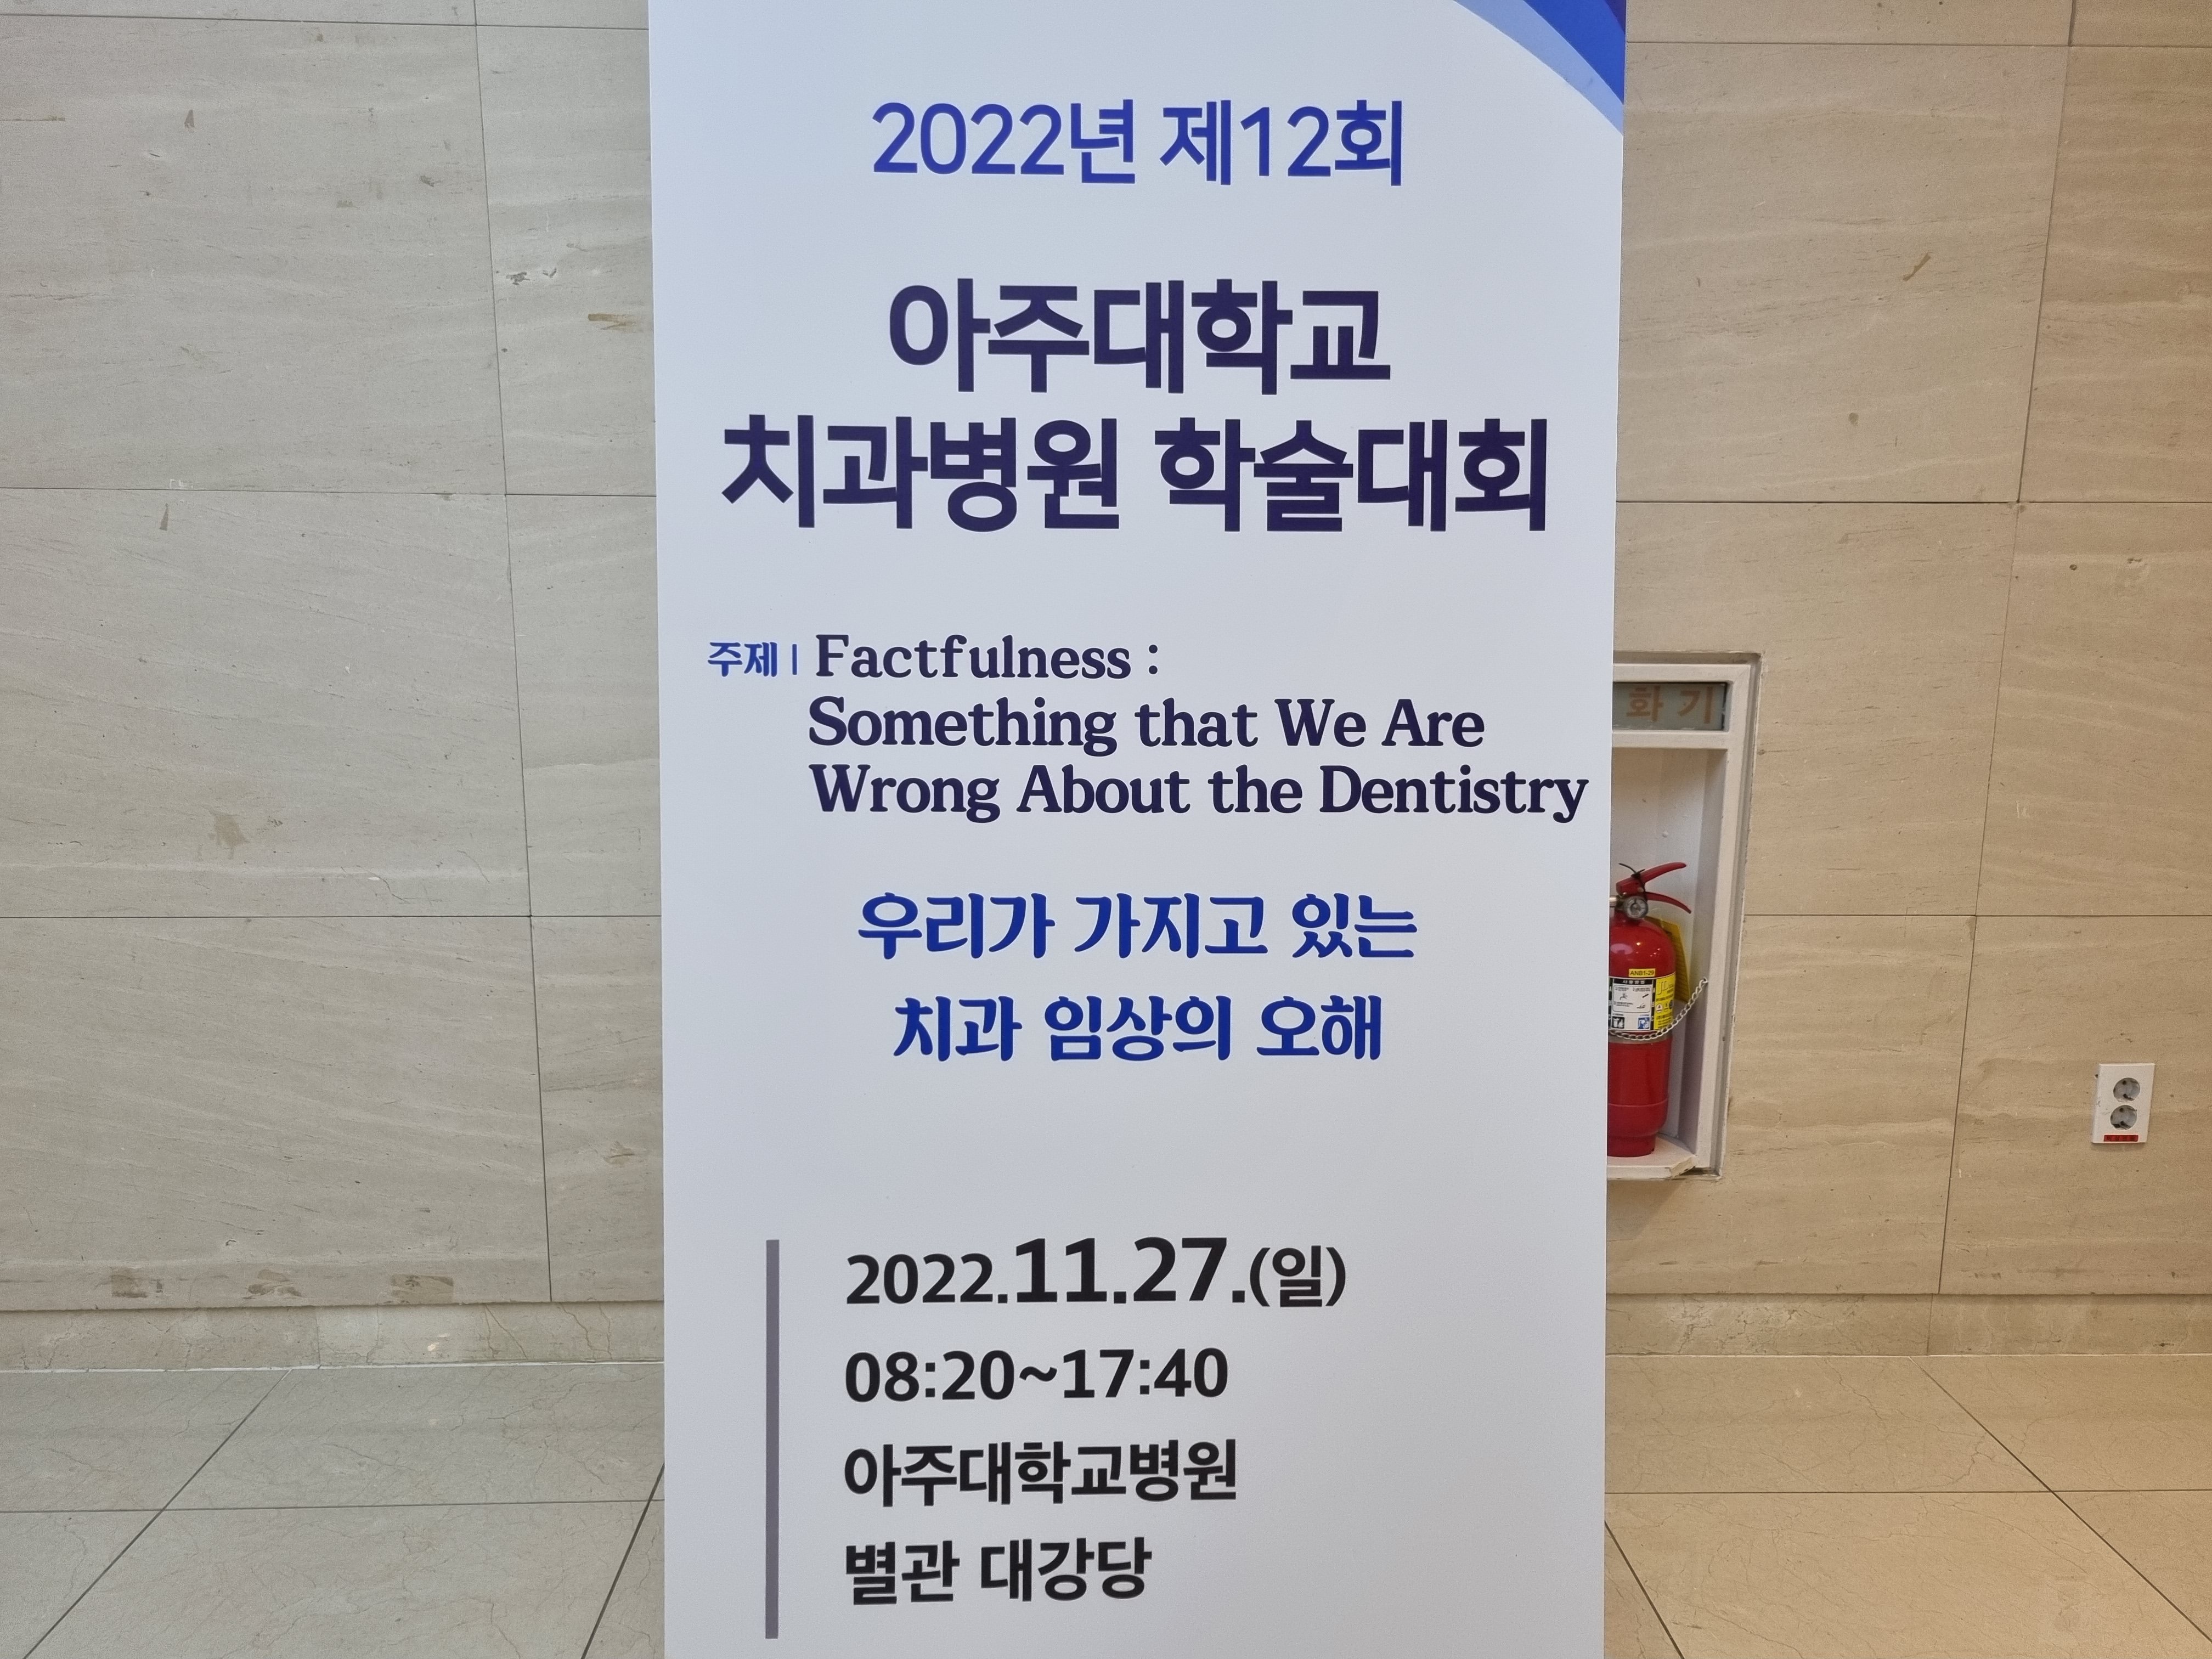 2022년 제12회
아주대학교
치과병원 학술대회
주제 | Factfulness :
Something that We Are
Wrong About the Dentistry
우리가 가지고 있는
치과 임상의 오해
2022.11.27.(일)
08:20~17:40
아주대학교병원
별관 대강당
화기